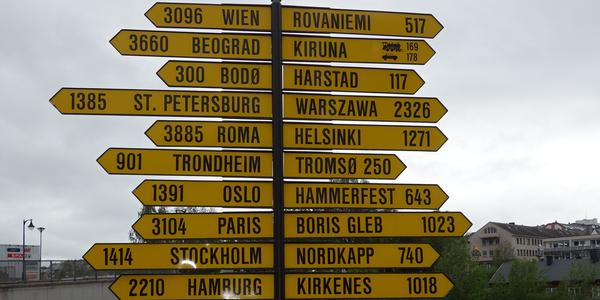 3096 WIEN
ROVANIEMI 517
3660 BEOGRAD
KIRUNA 169
178
300 BODØ
HARSTAD 117
1385 ST. PETERSBURG
WARSZAWA 2326
3885 ROMA
HELSINKI 1271
901 TRONDHEIM
TROMSØ 250
1391 OSLO
HAMMERFEST 643
3104 PARIS
BORIS GLEB 1023
1414 STOCKHOLM
NORDKAPP 740
2210 HAMBURG
KIRKENES 1018
SPAR